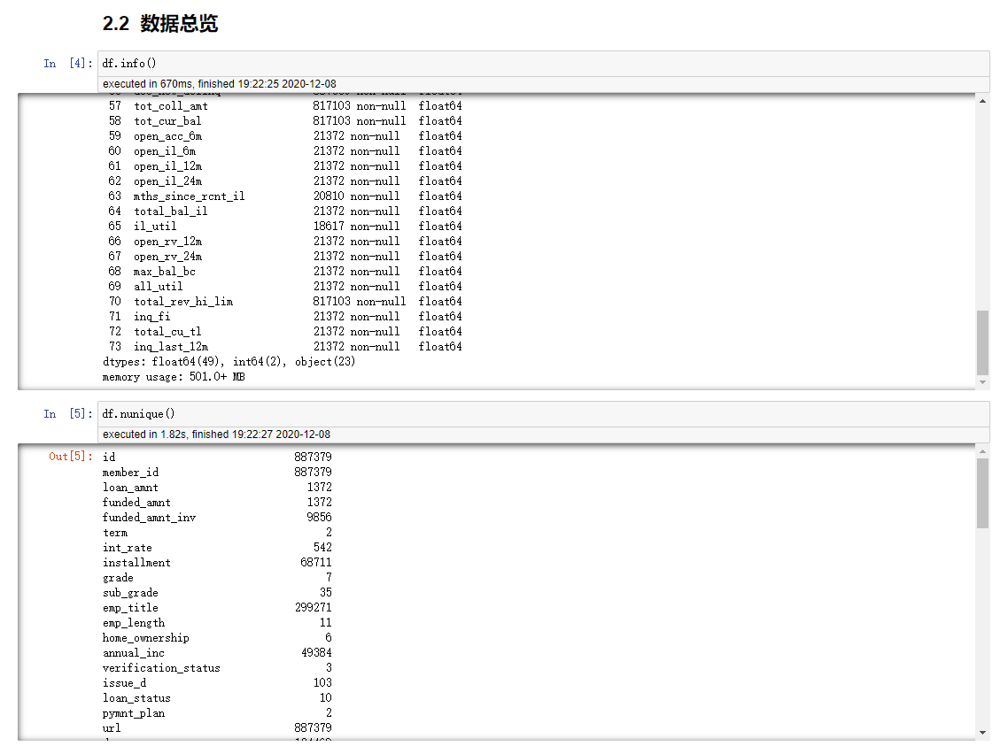 2.2 数据总览
In [4]: df.info()
executed in 670ms, finished 19:22:25 2020-12-08
57 tot_coll_amt 817103 non-null float64
58 tot_cur_bal 817103 non-null float64
59 open_acc_6m 21372 non-null float64
60 open_il_6m 21372 non-null float64
61 open_il_12m 21372 non-null float64
62 open_il_24m 21372 non-null float64
63 mths_since_rcnt_il 20810 non-null float64
64 total_bal_il 21372 non-null float64
65 il_util 18617 non-null float64
66 open_rv_12m 21372 non-null float64
67 open_rv_24m 21372 non-null float64
68 max_bal_bc 21372 non-null float64
69 all_util 21372 non-null float64
70 total_rev_hi_lim 817103 non-null float64
71 inq_fi 21372 non-null float64
72 total_cu_tl 21372 non-null float64
73 inq_last_12m 21372 non-null float64
dtypes: float64(49), int64(2), object(23)
memory usage: 501.0+ MB
In [5]: df.nunique()
executed in 1.82s, finished 19:22:27 2020-12-08
Out[5]: id 887379
member_id 887379
loan_amnt 1372
funded_amnt 1372
funded_amnt_inv 9856
term 2
int_rate 542
installment 68711
grade 7
sub_grade 35
emp_title 299271
emp_length 11
home_ownership 6
annual_inc 49384
verification_status 3
issue_d 103
loan_status 10
pymnt_plan 2
url 887379